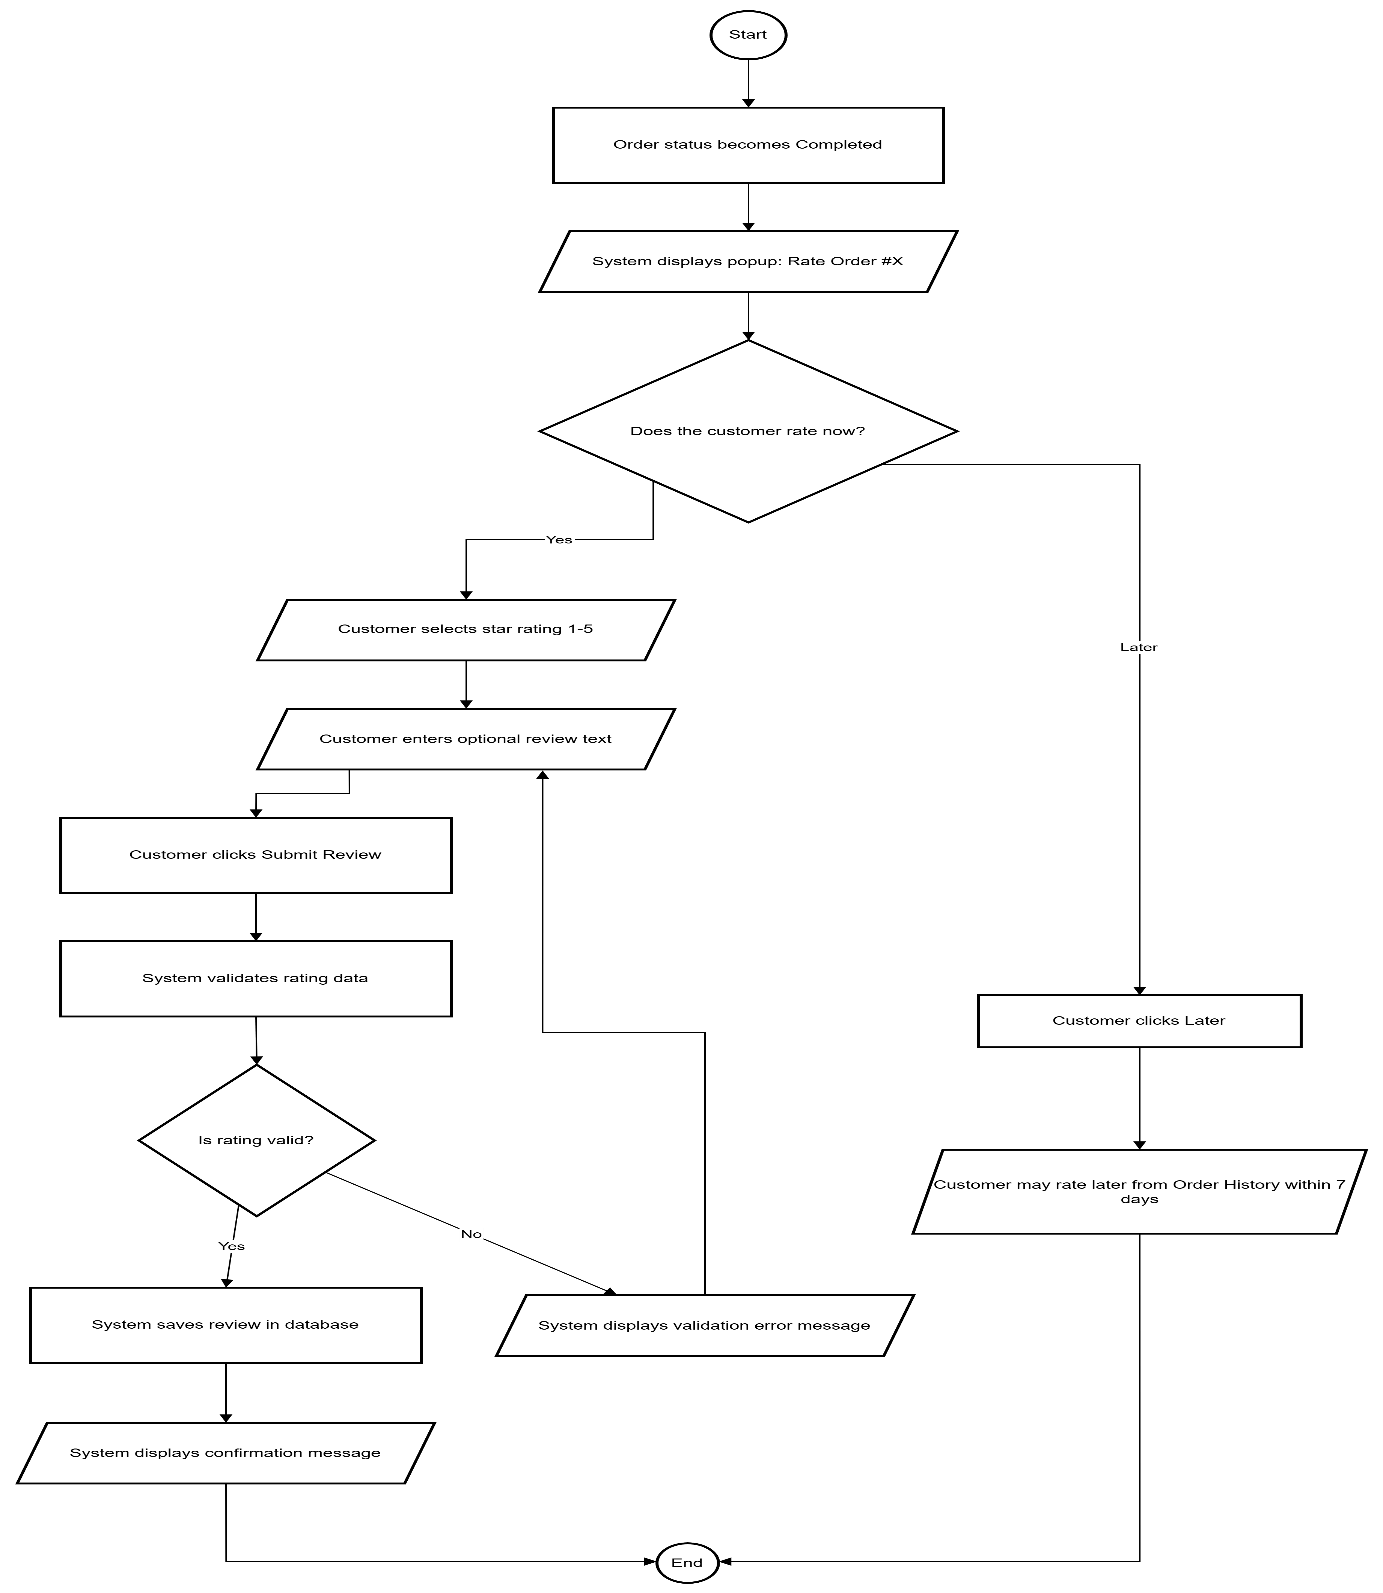 Start
Order status becomes Completed
System displays popup: Rate Order #X
Does the customer rate now?
Yes
Customer selects star rating 1-5
Later
Customer enters optional review text
Customer clicks Submit Review
System validates rating data
Customer clicks Later
Is rating valid?
Customer may rate later from Order History within 7
days
No
Yes
System saves review in database
System displays validation error message
System displays confirmation message
End